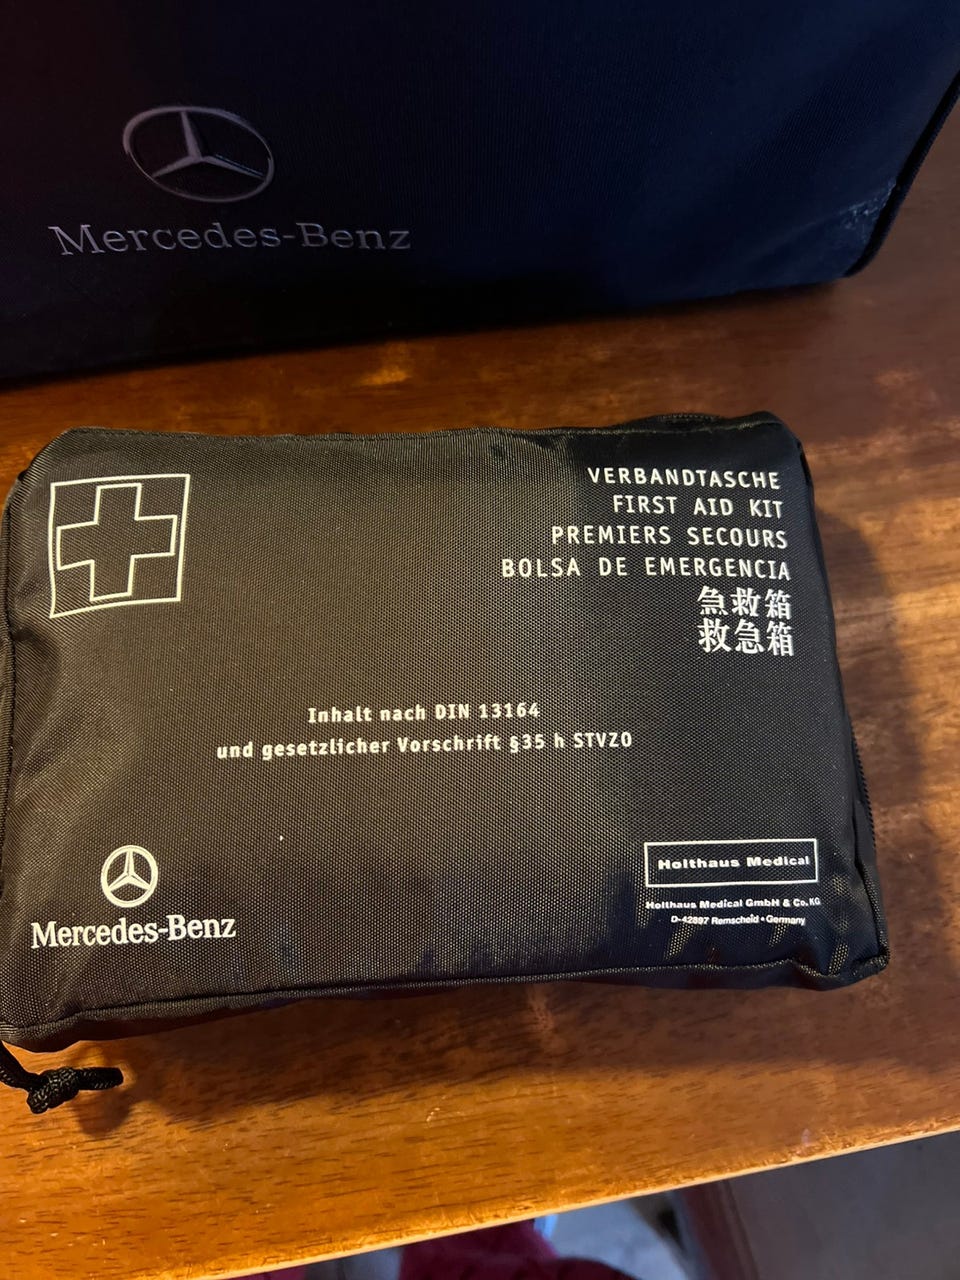 Mercedes-Benz
VERBANDTASCHE
FIRST AID KIT
PREMIERS SECOURS
BOLSA DE EMERGENCIA
急救箱
救急箱
Inhalt nach DIN 13164
und gesetzlicher Vorschrift §35 h STVZO
Mercedes-Benz
Holthaus Medical
Holthaus Medical GmbH & Co.KG
D-42897 Remscheid • Germany